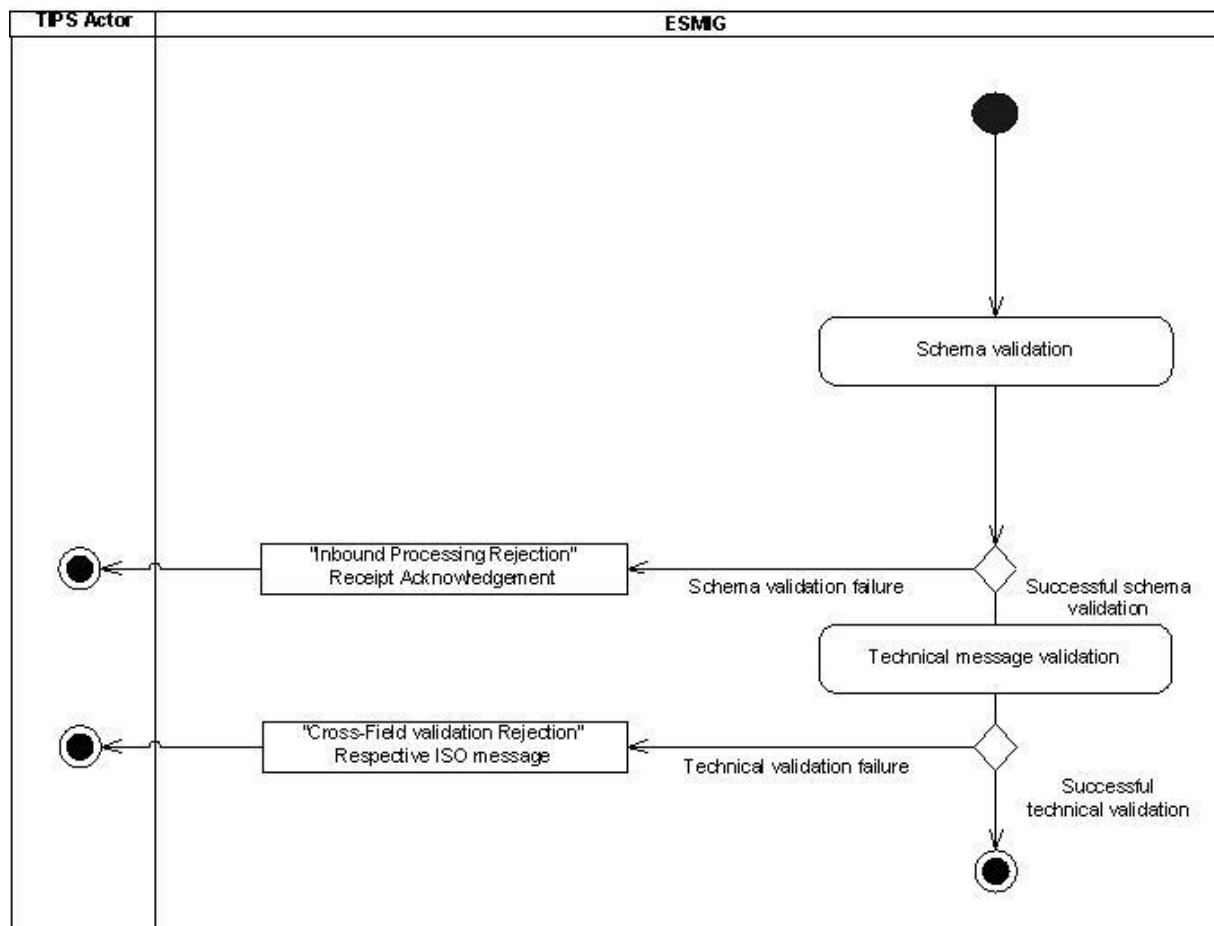 TIPS Actor
ESMIG
Schema validation
"Inbound Processing Rejection"
Receipt Acknowledgement
Schema validation failure
Successful schema
validation
Technical message validation
"Cross-Field validation Rejection"
Respective ISO message
Technical validation failure
Successful
technical validation